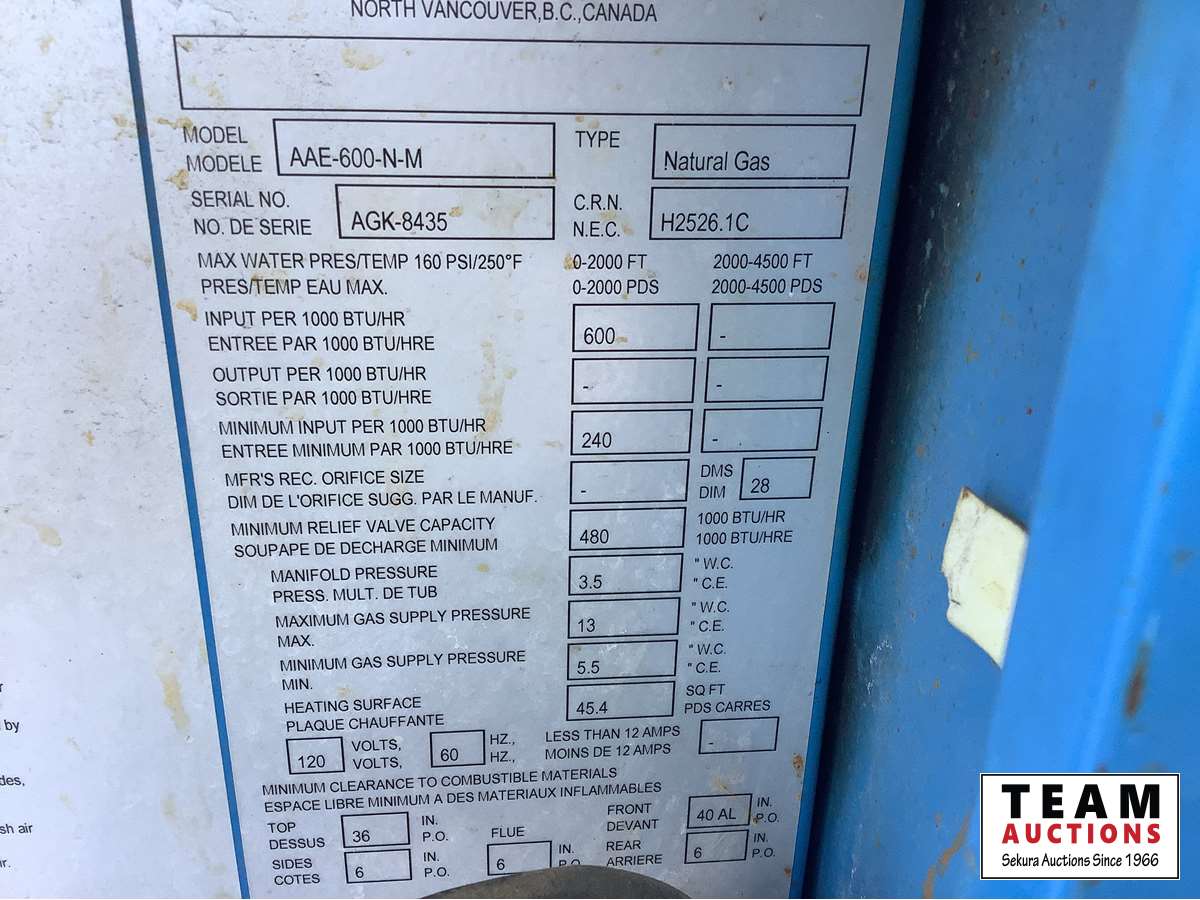 NORTH VANCOUVER,B.C.,CANADA
MODEL
MODELE
AAE-600-N-M
TYPE
Natural Gas
SERIAL NO.
NO. DE SERIE
AGK-8435
C.R.N.
N.E.C.
H2526.1C
MAX WATER PRES/TEMP 160 PSI/250°F 0-2000 FT 2000-4500 FT
PRES/TEMP EAU MAX. 0-2000 PDS 2000-4500 PDS
INPUT PER 1000 BTU/HR
ENTREE PAR 1000 BTU/HRE
600 -
OUTPUT PER 1000 BTU/HR
SORTIE PAR 1000 BTU/HRE
- -
MINIMUM INPUT PER 1000 BTU/HR
ENTREE MINIMUM PAR 1000 BTU/HRE
240 -
MFR'S REC. ORIFICE SIZE
DIM DE L'ORIFICE SUGG. PAR LE MANUF.
-
DMS
DIM
28
MINIMUM RELIEF VALVE CAPACITY
SOUPAPE DE DECHARGE MINIMUM
480
1000 BTU/HR
1000 BTU/HRE
MANIFOLD PRESSURE
PRESS. MULT. DE TUB
3.5
" W.C.
" C.E.
MAXIMUM GAS SUPPLY PRESSURE
MAX.
13
" W.C.
" C.E.
MINIMUM GAS SUPPLY PRESSURE
MIN.
5.5
" W.C.
" C.E.
HEATING SURFACE
PLAQUE CHAUFFANTE
45.4
SQ FT
PDS CARRES
120
VOLTS,
VOLTS,
60
HZ.,
HZ.,
LESS THAN 12 AMPS
MOINS DE 12 AMPS
-
MINIMUM CLEARANCE TO COMBUSTIBLE MATERIALS
ESPACE LIBRE MINIMUM A DES MATERIAUX INFLAMMABLES
TOP
DESSUS
36
IN.
P.O.
FRONT
DEVANT
40 AL
IN.
P.O.
SIDES
COTES
6
IN.
P.O.
FLUE
6
IN.
P.O.
REAR
ARRIERE
6
IN.
P.O.
by
des,
sh air
ir.
TEAM
AUCTIONS
Sekura Auctions Since 1966